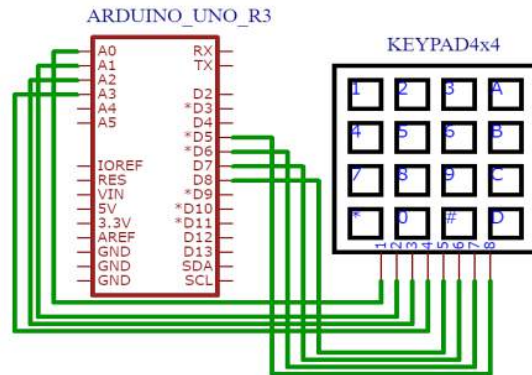 ARDUINO_UNO_R3
A0
A1
A2
A3
A4
A5
IOREF
RES
VIN
5V
3.3V
AREF
GND
GND
GND
RX
TX
D2
*D3
D4
*D5
*D6
D7
D8
*D9
*D10
*D11
D12
D13
SDA
SCL
KEYPAD4x4
1 2 3 A
4 5 6 B
7 8 9 C
* 0 # D
1 2 3 4 5 6 7 8